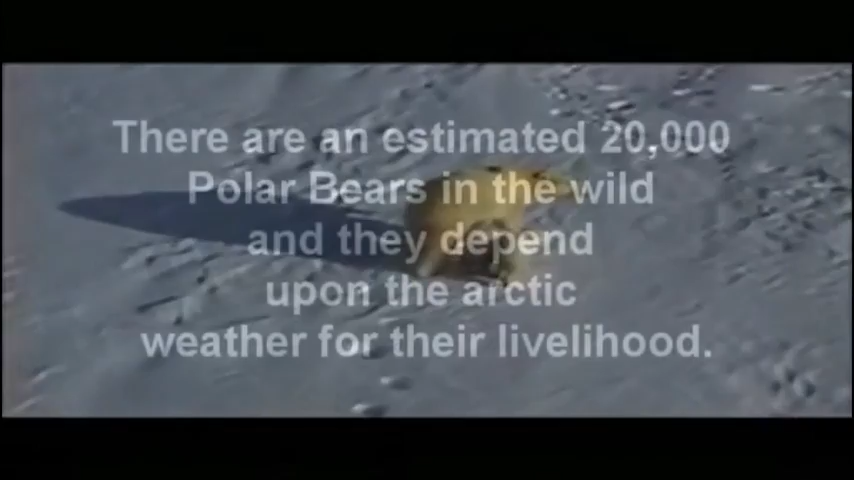 There are an estimated 20,000
Polar Bears in the wild
and they depend
upon the arctic
weather for their livelihood.